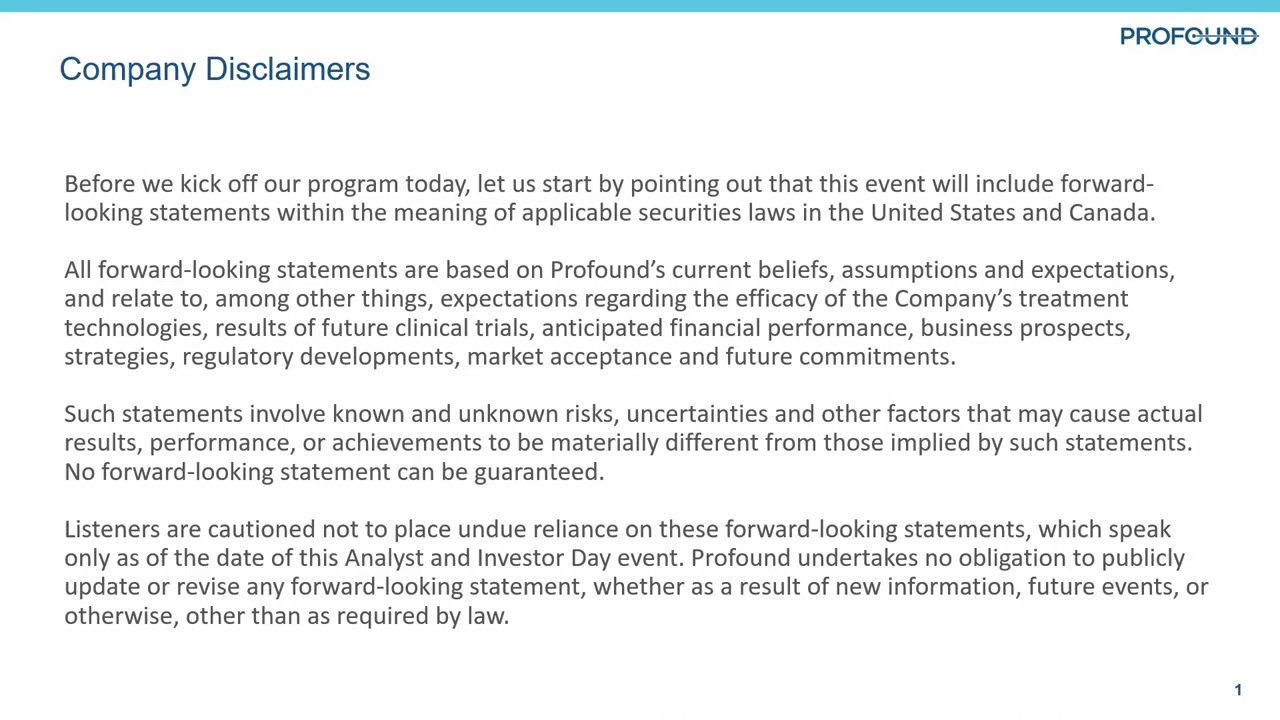 PROFOUND
Company Disclaimers
Before we kick off our program today, let us start by pointing out that this event will include forward-
looking statements within the meaning of applicable securities laws in the United States and Canada.
All forward-looking statements are based on Profound’s current beliefs, assumptions and expectations,
and relate to, among other things, expectations regarding the efficacy of the Company’s treatment
technologies, results of future clinical trials, anticipated financial performance, business prospects,
strategies, regulatory developments, market acceptance and future commitments.
Such statements involve known and unknown risks, uncertainties and other factors that may cause actual
results, performance, or achievements to be materially different from those implied by such statements.
No forward-looking statement can be guaranteed.
Listeners are cautioned not to place undue reliance on these forward-looking statements, which speak
only as of the date of this Analyst and Investor Day event. Profound undertakes no obligation to publicly
update or revise any forward-looking statement, whether as a result of new information, future events, or
otherwise, other than as required by law.
1